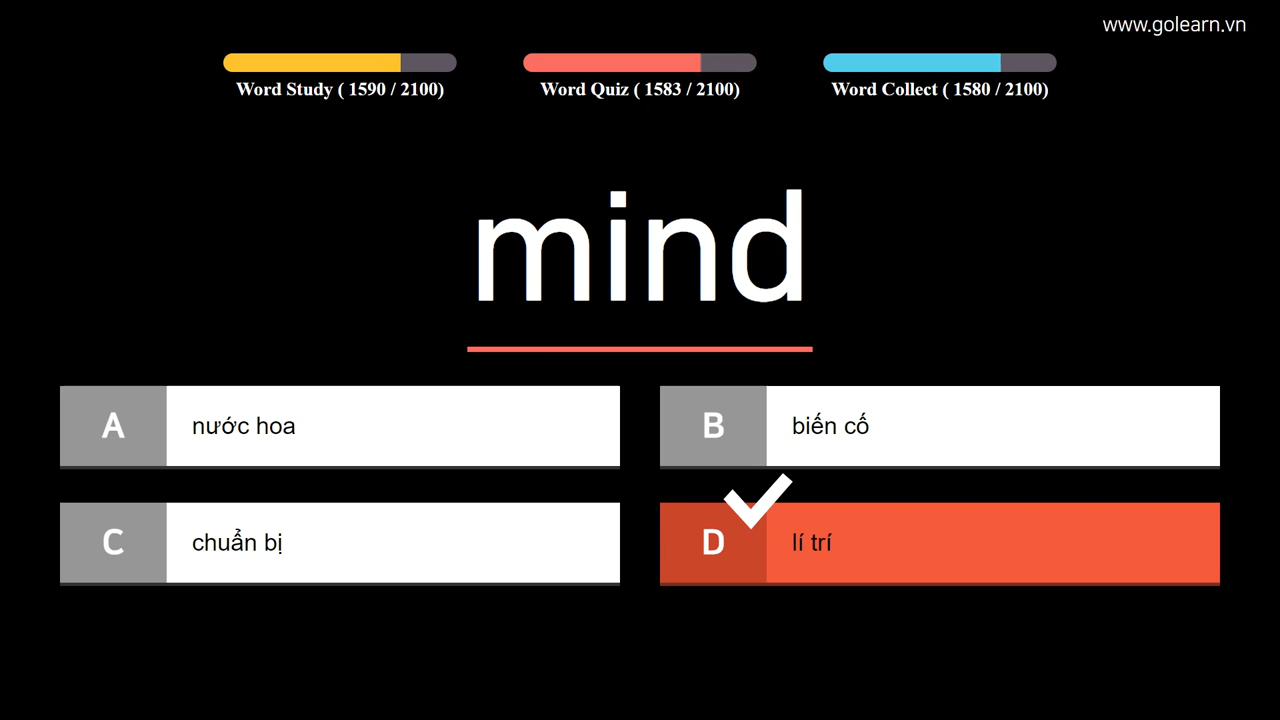 www.golearn.vn
Word Study ( 1590 / 2100)
Word Quiz ( 1583 / 2100)
Word Collect ( 1580 / 2100)
mind
A nước hoa
B biến cố
C chuẩn bị
D lí trí